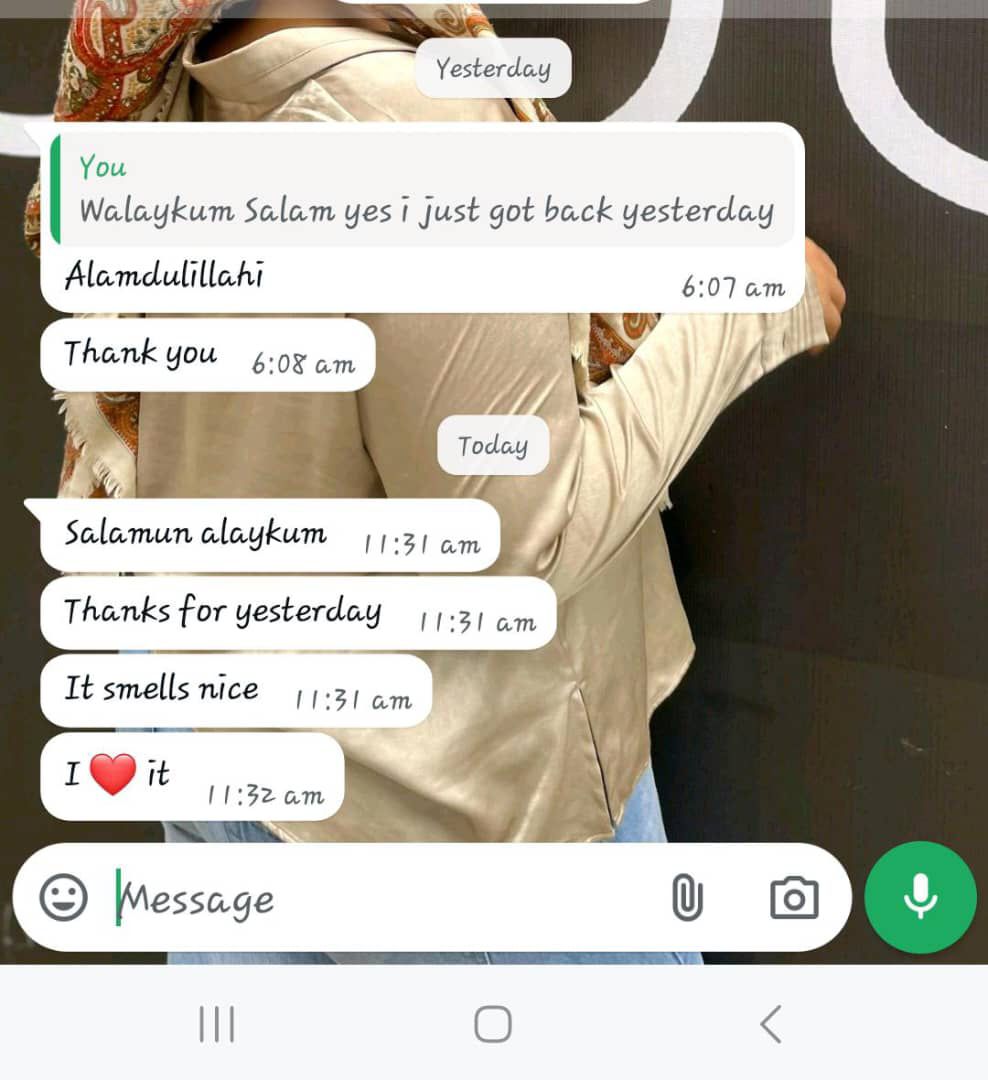 Yesterday
You
Walaykum Salam yes i just got back yesterday
Alamdulillahi
6:07 am
Thank you 6:08 am
Today
Salamun alaykum 11:31 am
Thanks for yesterday 11:31 am
It smells nice 11:31 am
I ❤️ it 11:32 am
Message